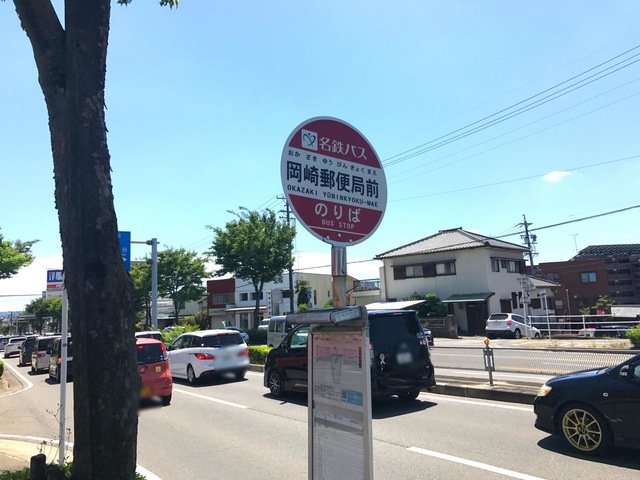 名鉄バス
おか ざき ゆう びん きょく まえ
岡崎郵便局前
OKAZAKI YŪBINKYOKU-MAE
のりば
BUS STOP